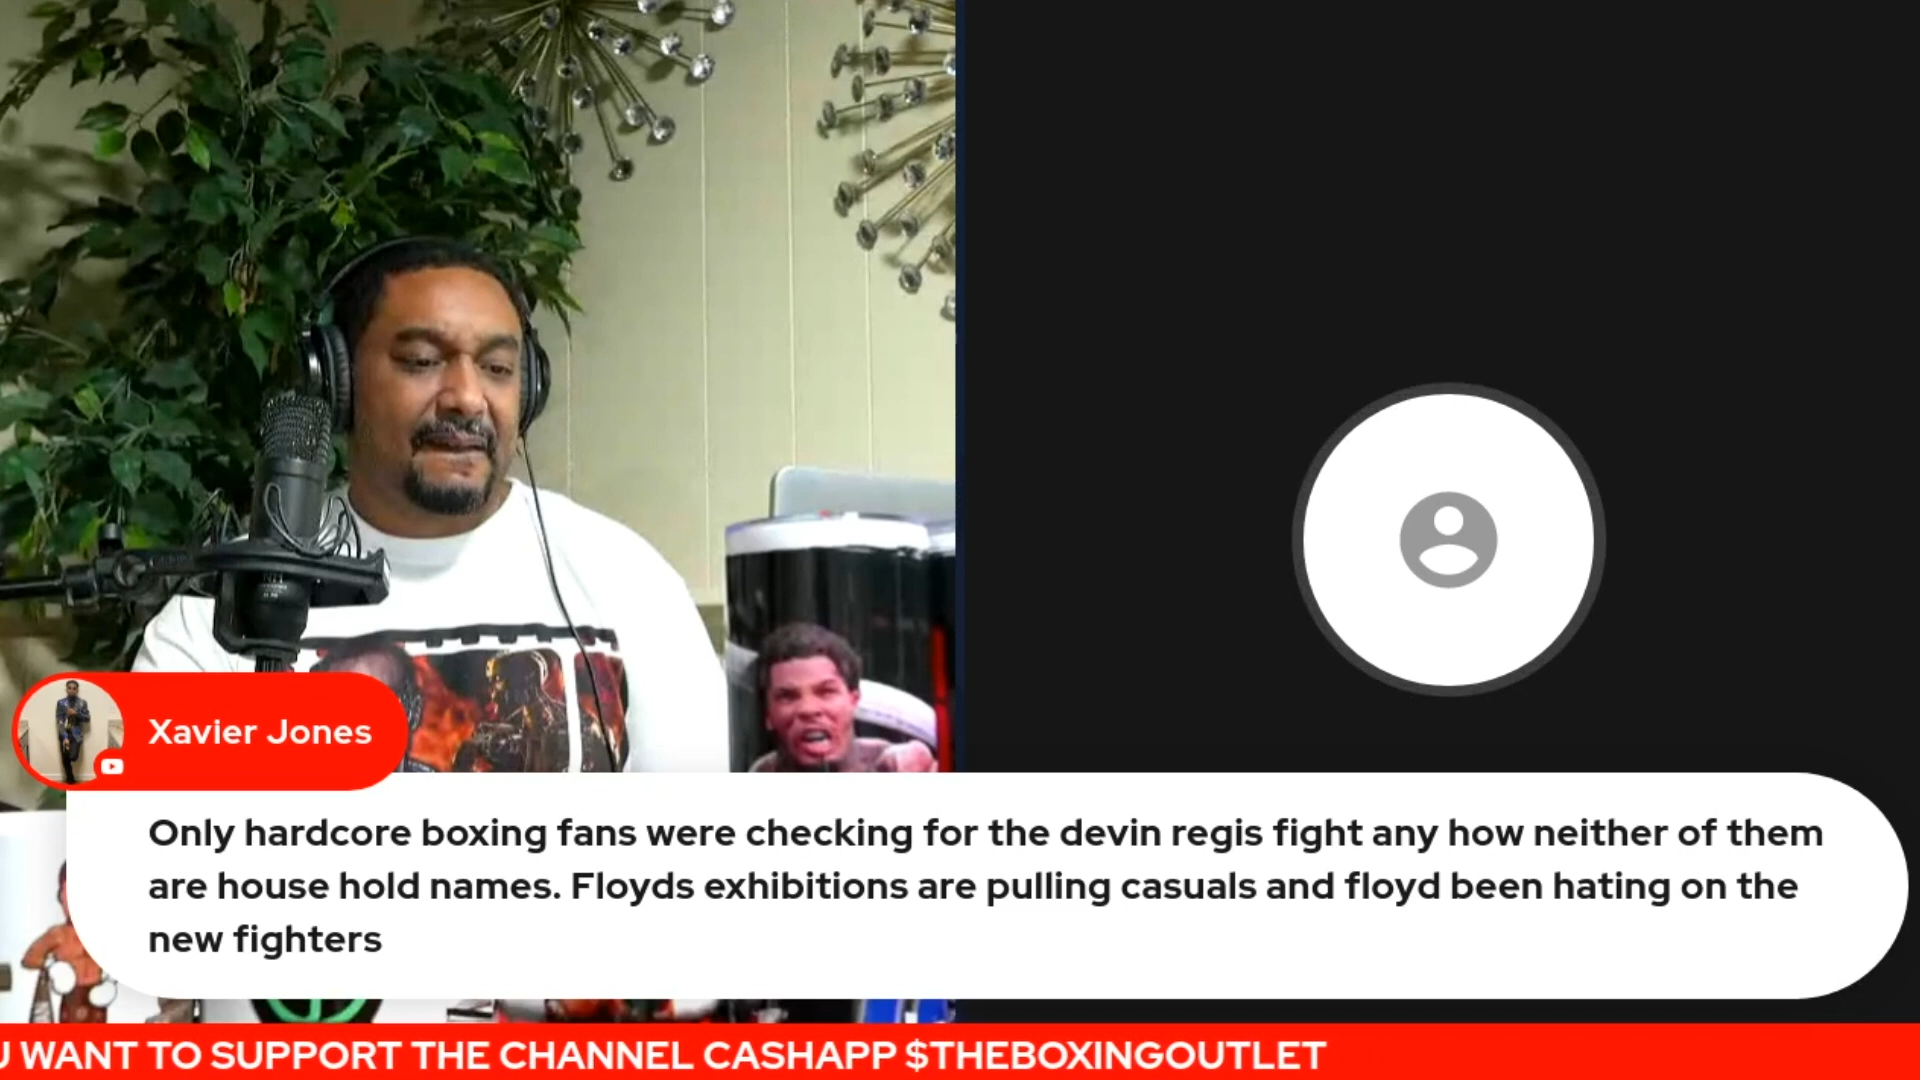 Xavier Jones
Only hardcore boxing fans were checking for the devin regis fight any how neither of them
are house hold names. Floyds exhibitions are pulling casuals and floyd been hating on the
new fighters
U WANT TO SUPPORT THE CHANNEL CASHAPP $THEBOXINGOUTLET